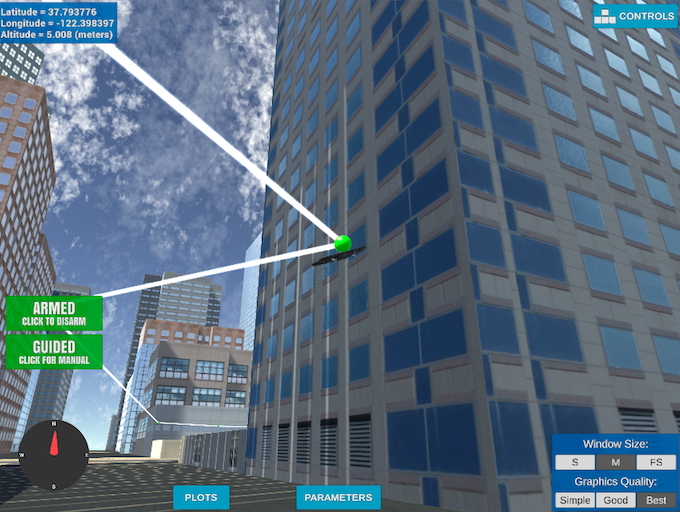 Latitude = 37.793776
Longitude = -122.398397
Altitude = 5.008 (meters)
CONTROLS
ARMED
CLICK TO DISARM
GUIDED
CLICK FOR MANUAL
N
W E
S
PLOTS
PARAMETERS
Window Size:
S M FS
Graphics Quality:
Simple Good Best